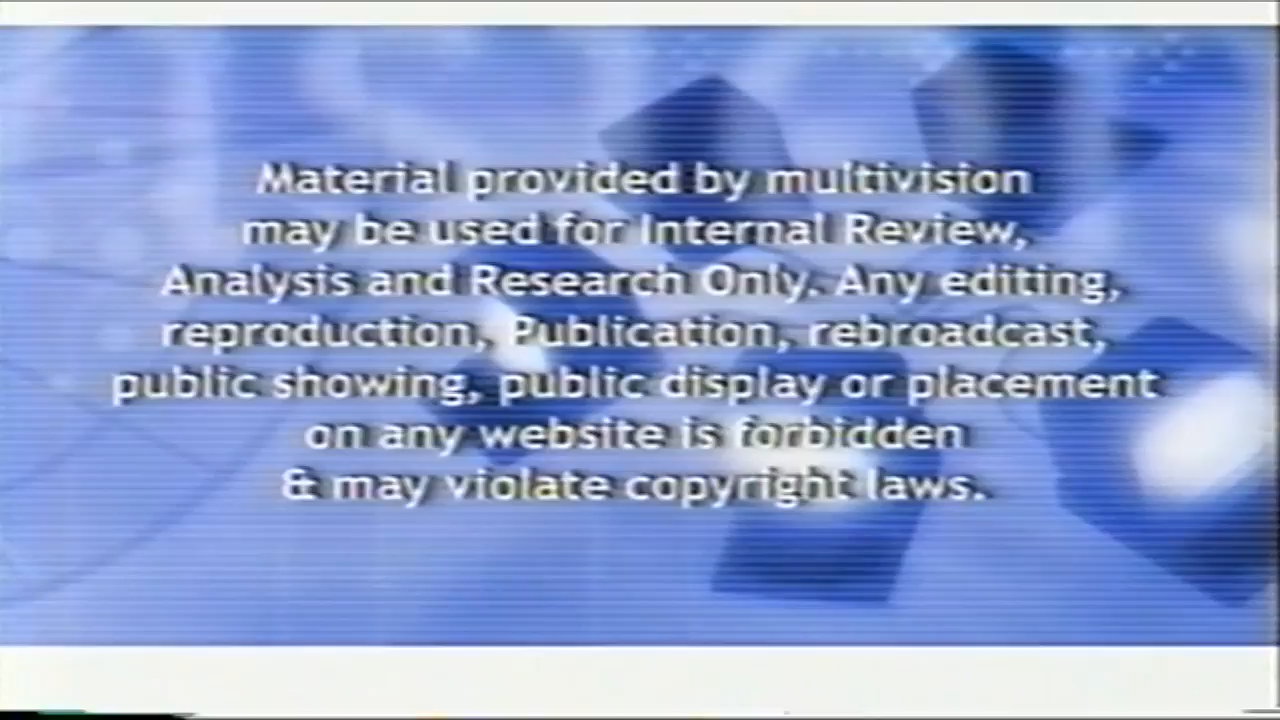 Material provided by multivision
may be used for Internal Review,
Analysis and Research Only. Any editing,
reproduction, Publication, rebroadcast,
public showing, public display or placement
on any website is forbidden
& may violate copyright laws.